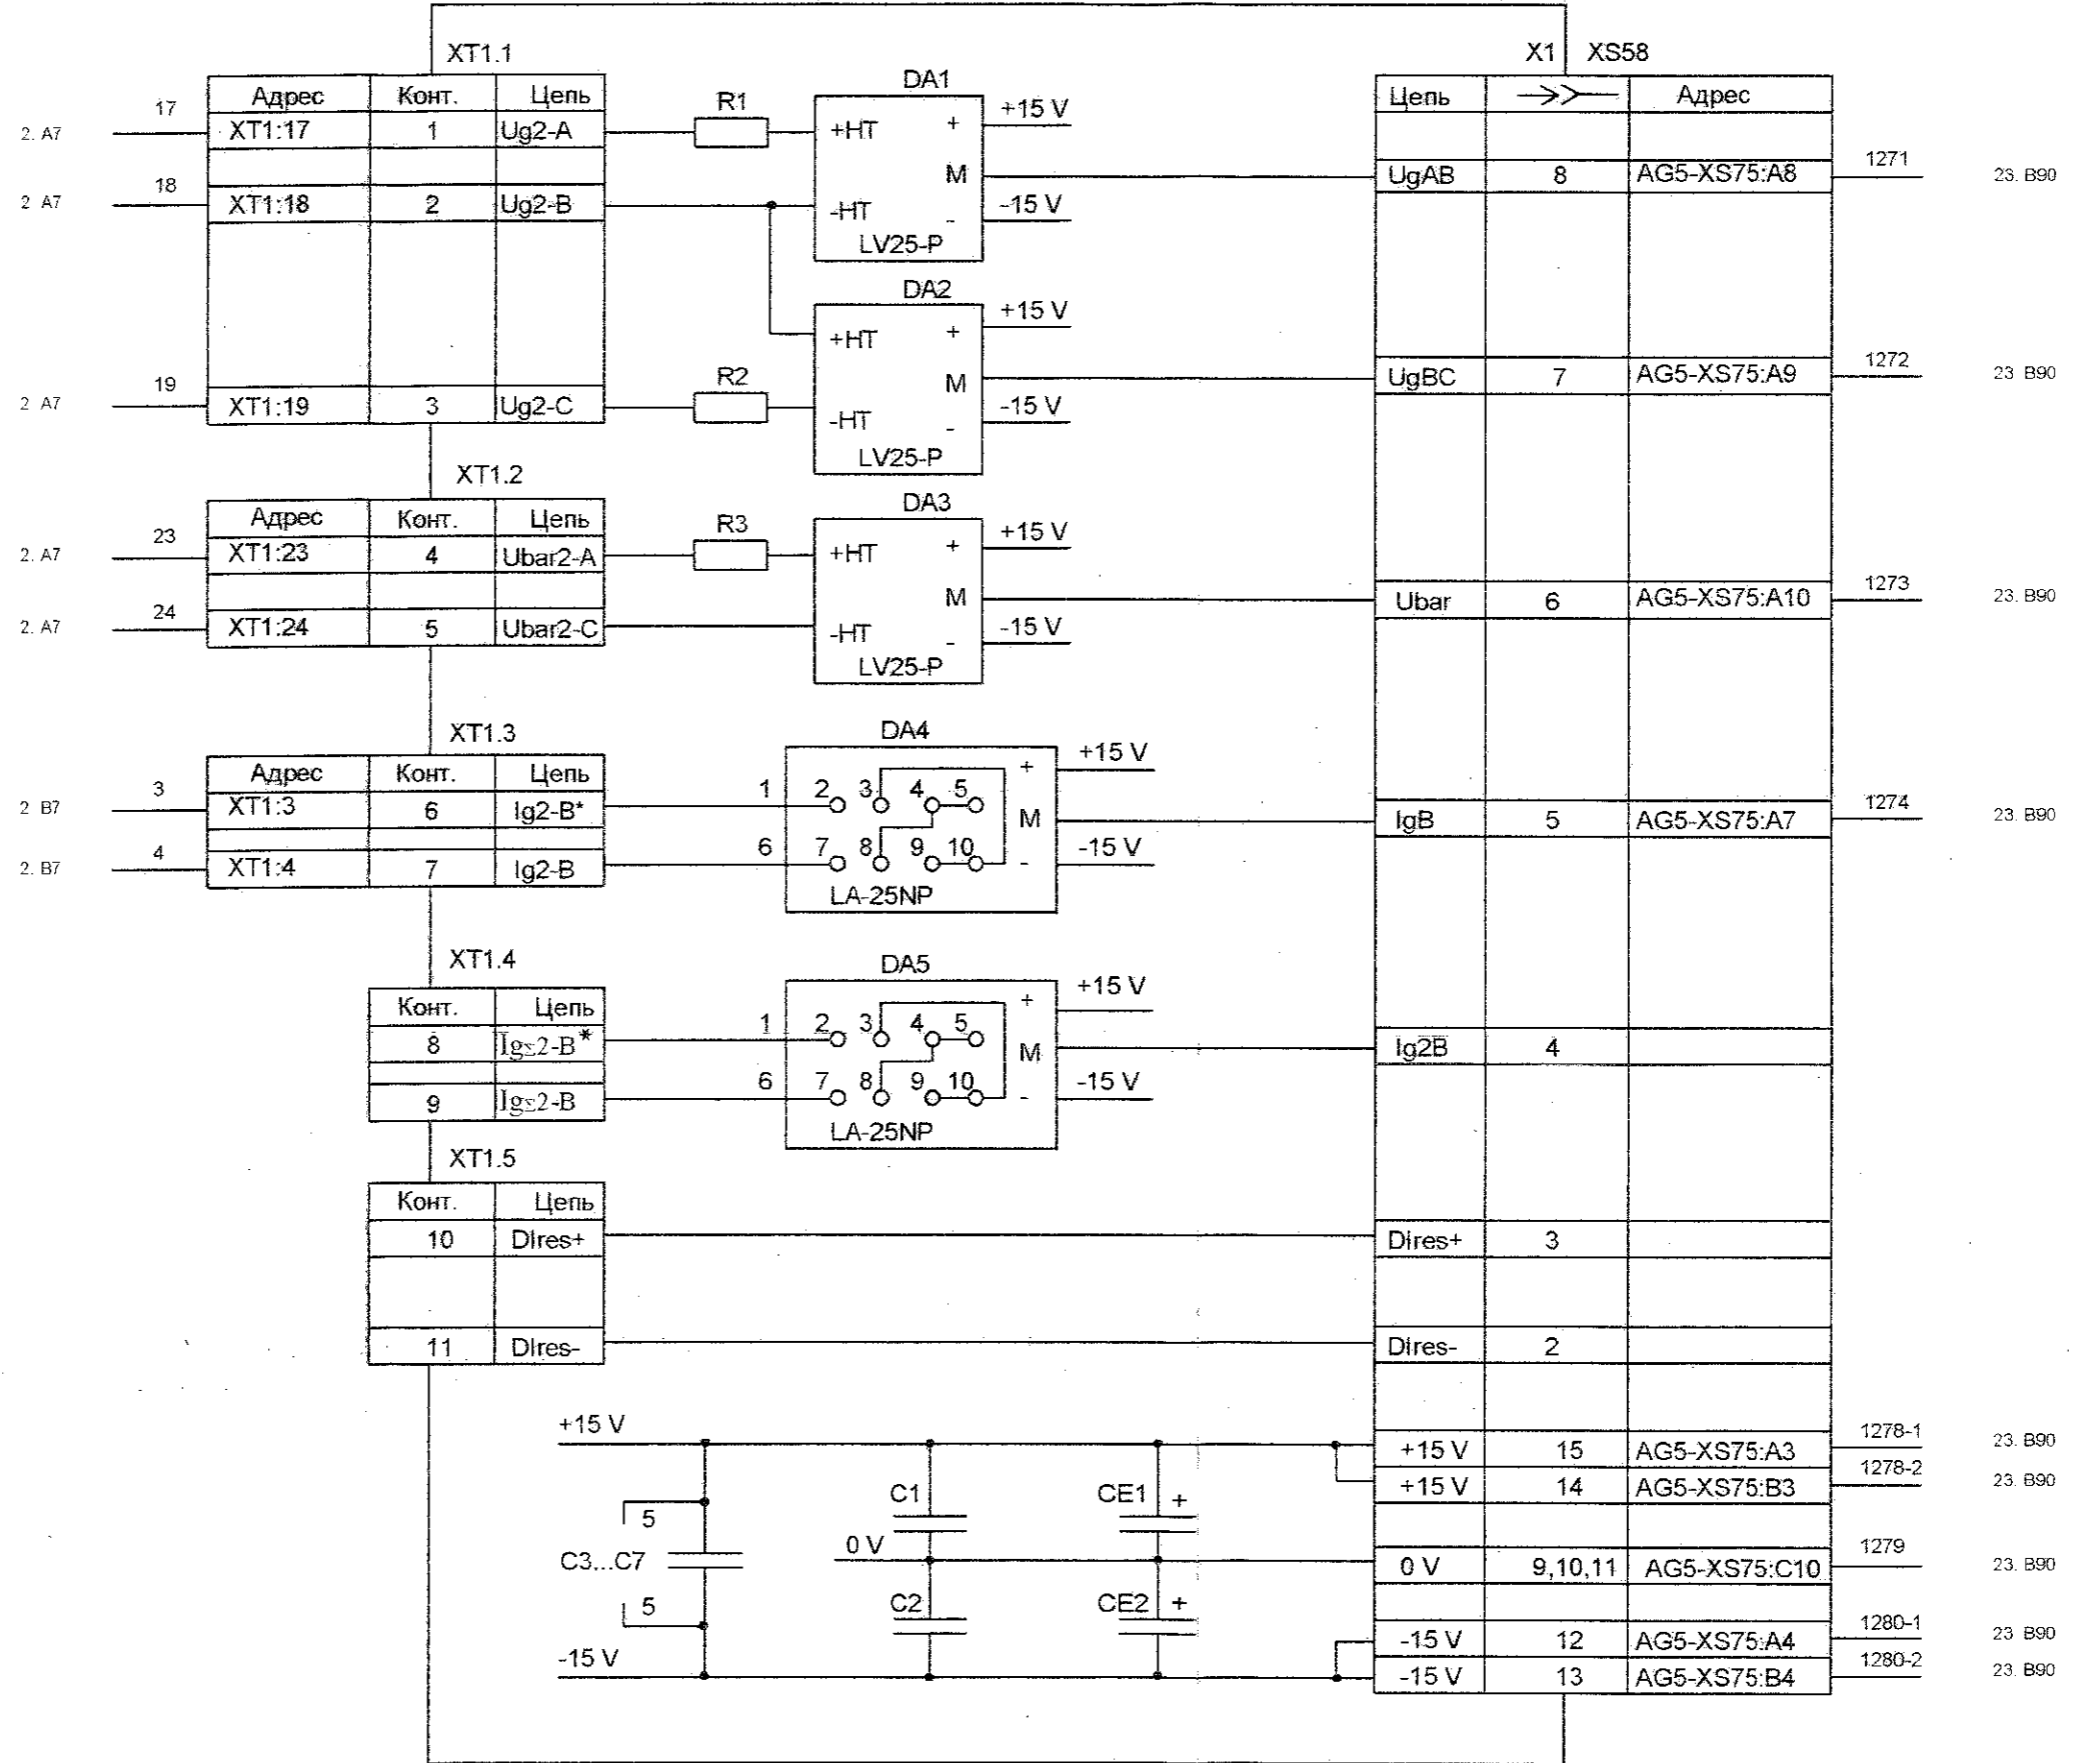 XT1.1
X1 XS58
Адрес Конт. Цепь
17
2. A7
XT1:17 1 Ug2-A
R1
DA1
+HT + +15 V
M
-HT - -15 V
LV25-P
Цепь Адрес
UgAB 8 AG5-XS75:A8
1271
23. B90
18
2 A7
XT1:18 2 Ug2-B
DA2
+HT + +15 V
M
-HT - -15 V
LV25-P
UgBC 7 AG5-XS75:A9
1272
23 B90
19
2 A7
XT1:19 3 Ug2-C
R2
XT1.2
Адрес Конт. Цепь
23
2. A7
XT1:23 4 Ubar2-A
R3
DA3
+HT + +15 V
M
-HT - -15 V
LV25-P
Ubar 6 AG5-XS75:A10
1273
23. B90
24
2. A7
XT1:24 5 Ubar2-C
XT1.3
Адрес Конт. Цепь
3
2 B7
XT1:3 6 Ig2-B*
4
2. B7
XT1:4 7 Ig2-B
DA4
1 2 3 4 5 + +15 V
M
6 7 8 9 10 - -15 V
LA-25NP
IgB 5 AG5-XS75:A7
1274
23. B90
XT1.4
Конт. Цепь
8 IgΣ2-B*
9 IgΣ2-B
DA5
1 2 3 4 5 + +15 V
M
6 7 8 9 10 - -15 V
LA-25NP
Ig2B 4
XT1.5
Конт. Цепь
10 DIres+
DIres+ 3
11 DIres-
DIres- 2
+15 V
+15 V 15 AG5-XS75:A3
1278-1
23. B90
+15 V 14 AG5-XS75:B3
1278-2
23. B90
5
C3...C7
5
C1
CE1 +
0 V
0 V 9,10,11 AG5-XS75:C10
1279
23. B90
C2
CE2 +
-15 V
-15 V 12 AG5-XS75:A4
1280-1
23 B90
-15 V 13 AG5-XS75:B4
1280-2
23. B90